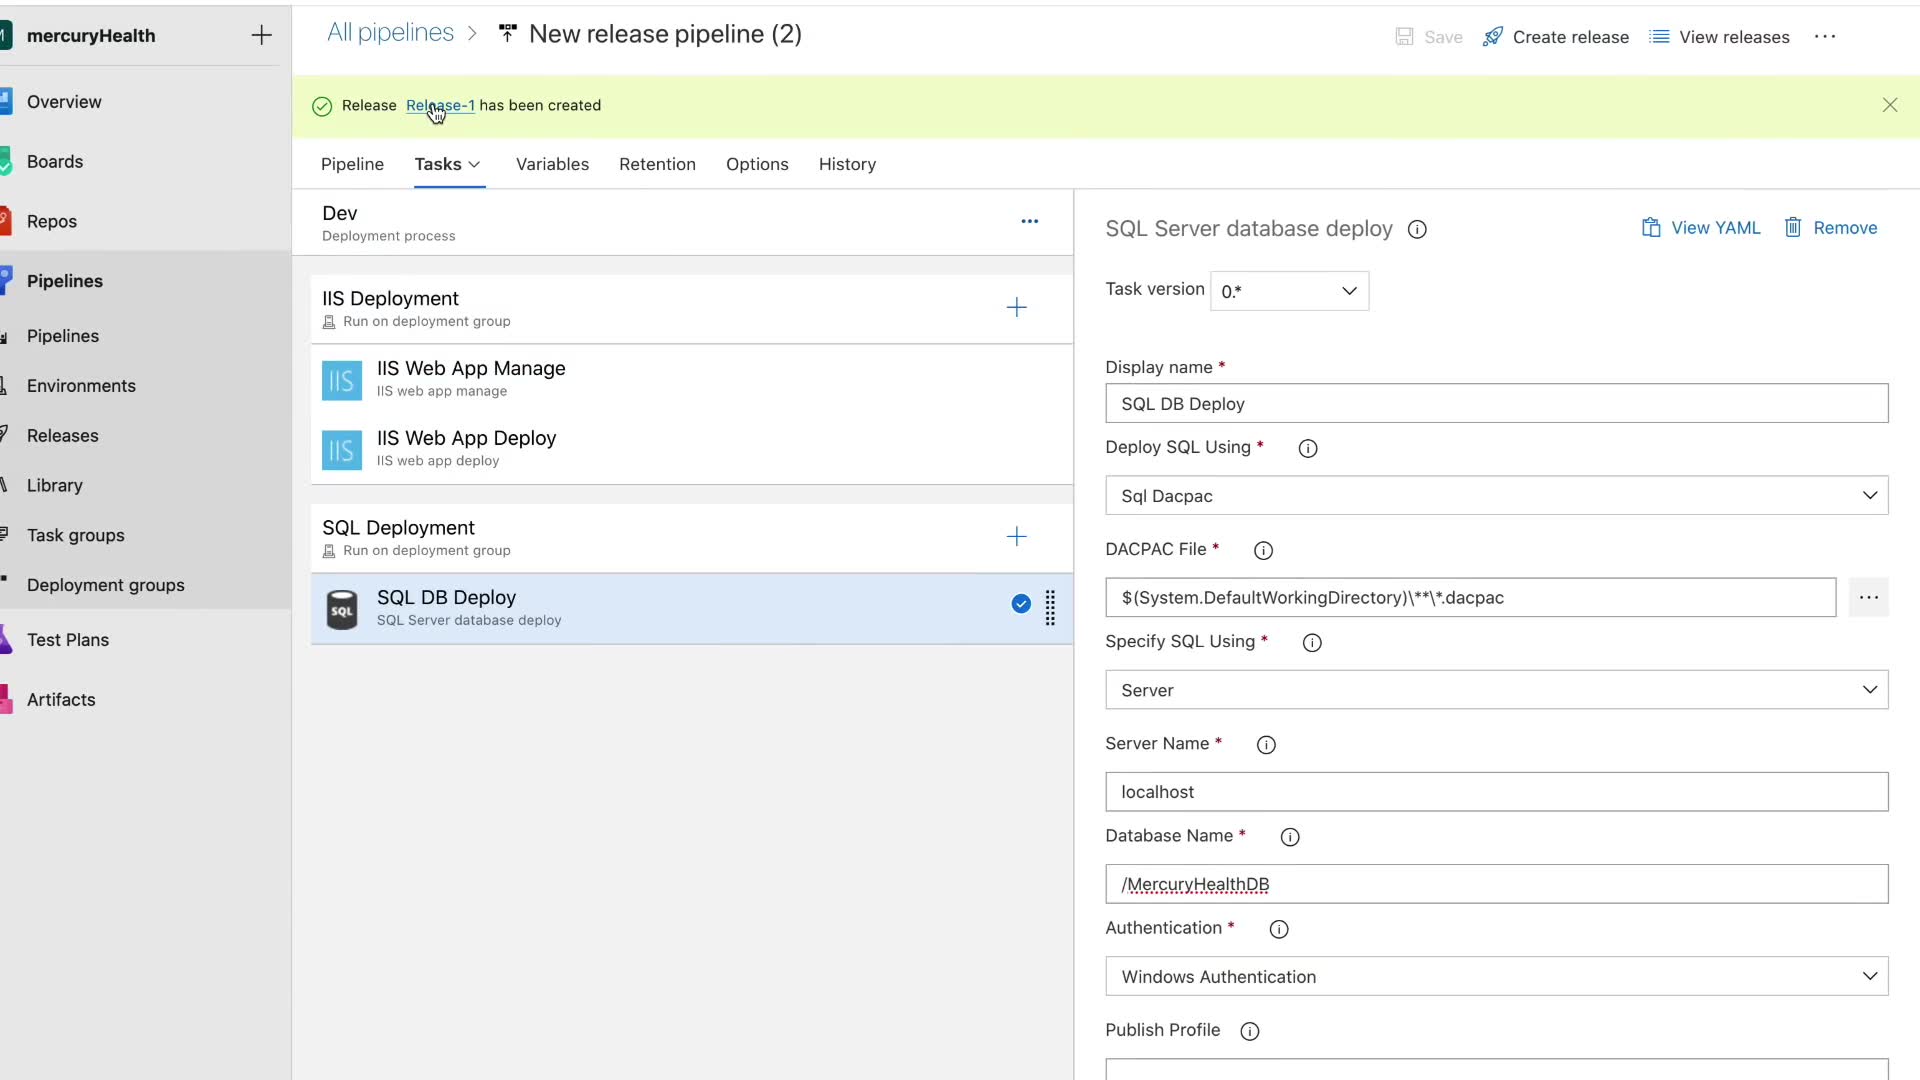 mercuryHealth
All pipelines > New release pipeline (2)
Save
Create release
View releases
Release Release-1 has been created
Pipeline
Tasks
Variables
Retention
Options
History
Overview
Boards
Repos
Pipelines
Pipelines
Environments
Releases
Library
Task groups
Deployment groups
Test Plans
Artifacts
Dev
Deployment process
IIS Deployment
Run on deployment group
IIS
IIS Web App Manage
IIS web app manage
IIS
IIS Web App Deploy
IIS web app deploy
SQL Deployment
Run on deployment group
SQL
SQL DB Deploy
SQL Server database deploy
SQL Server database deploy
View YAML
Remove
Task version 0.*
Display name *
SQL DB Deploy
Deploy SQL Using *
Sql Dacpac
DACPAC File *
$(System.DefaultWorkingDirectory)\**\*.dacpac
Specify SQL Using *
Server
Server Name *
localhost
Database Name *
/MercuryHealthDB
Authentication *
Windows Authentication
Publish Profile